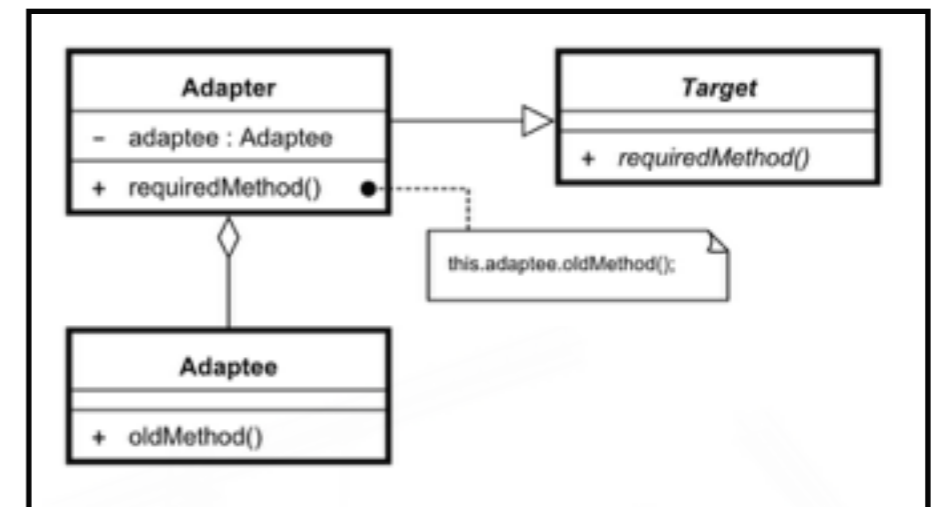 Adapter
- adaptee : Adaptee
+ requiredMethod()
Target
+ requiredMethod()
this.adaptee.oldMethod();
Adaptee
+ oldMethod()